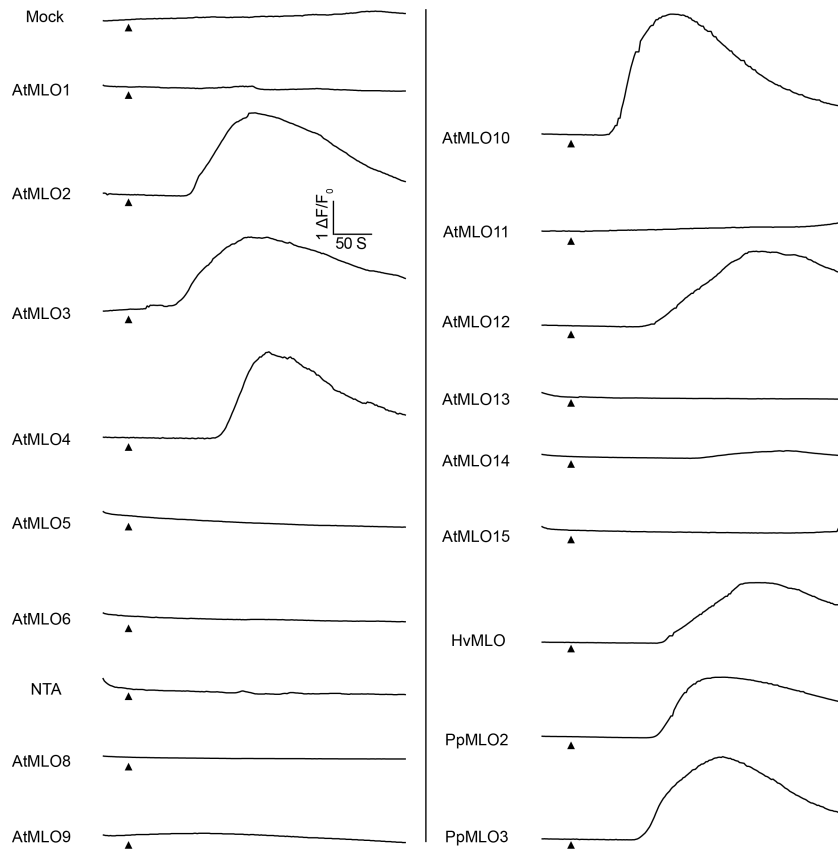 Mock
AtMLO1
AtMLO2
1 ΔF/F0
50 S
AtMLO3
AtMLO4
AtMLO5
AtMLO6
NTA
AtMLO8
AtMLO9
AtMLO10
AtMLO11
AtMLO12
AtMLO13
AtMLO14
AtMLO15
HvMLO
PpMLO2
PpMLO3